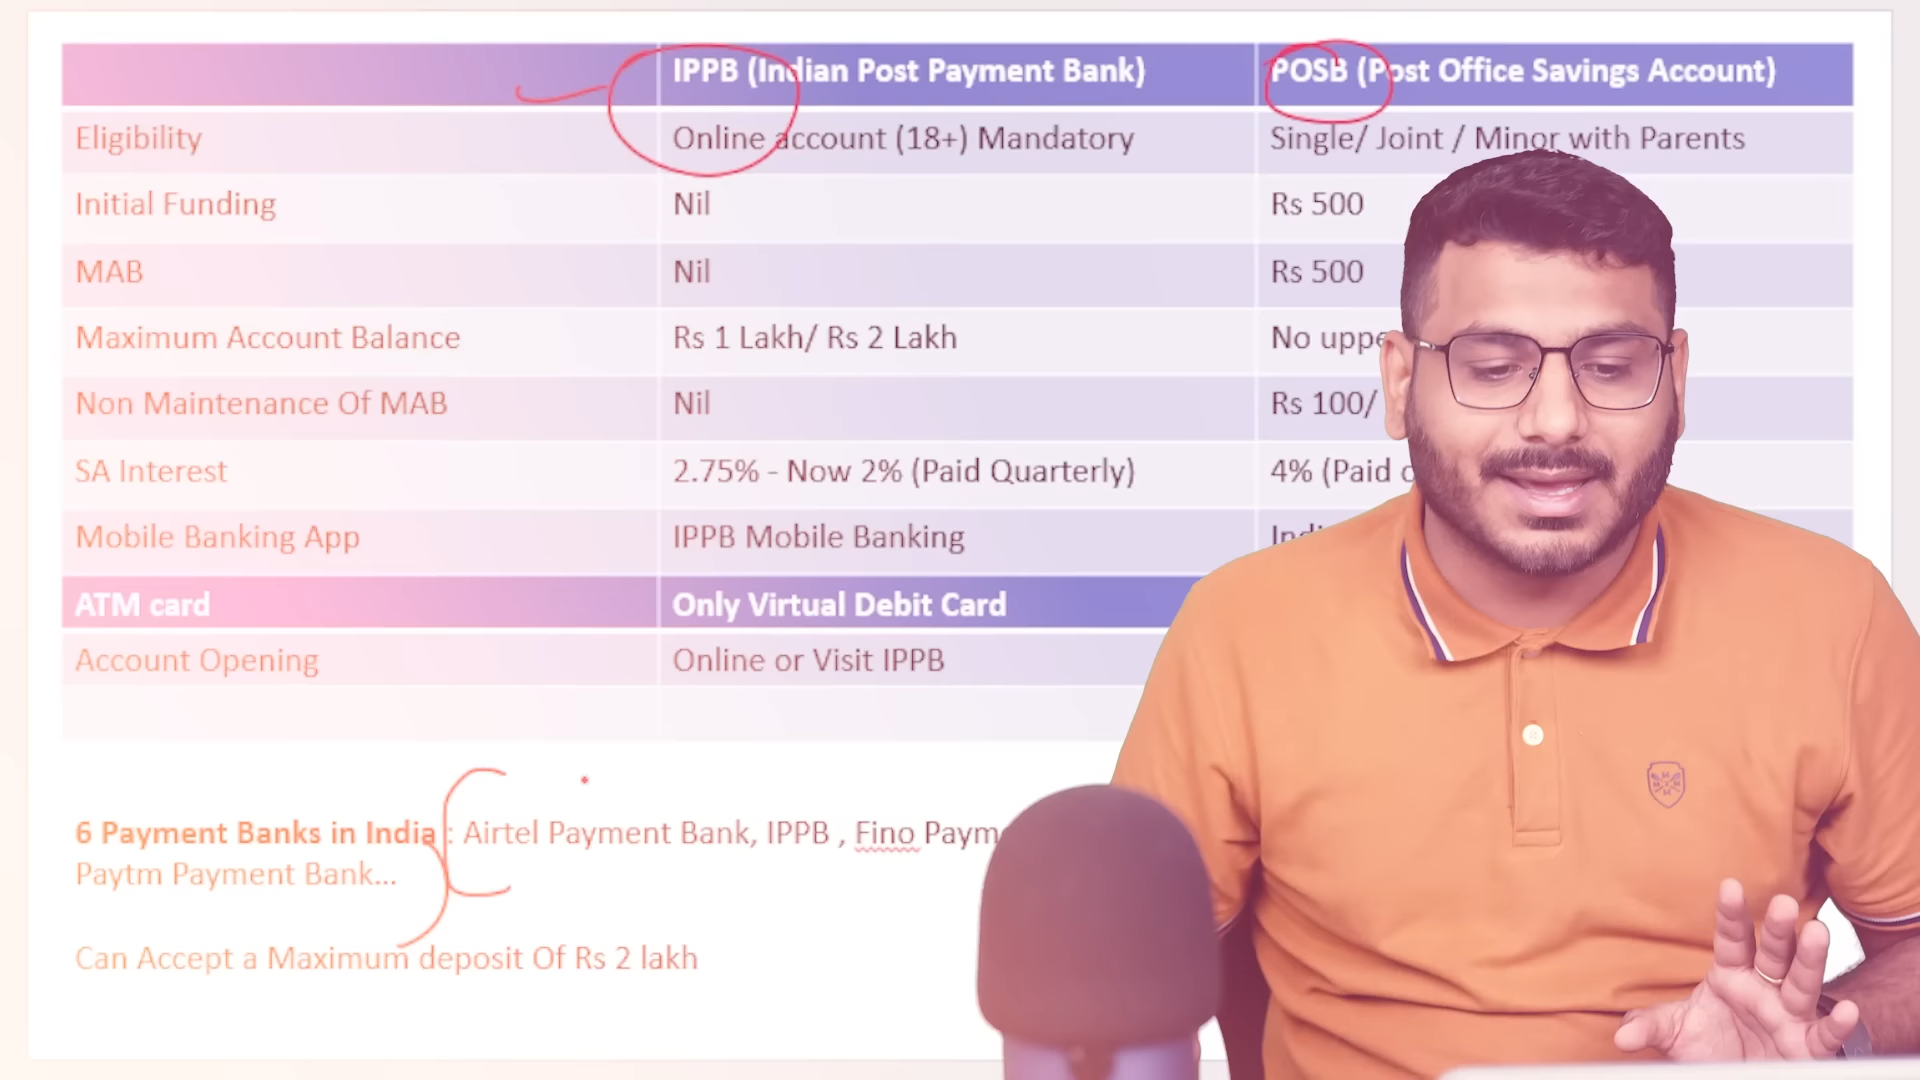 IPPB (Indian Post Payment Bank) POSB (Post Office Savings Account)
Eligibility Online account (18+) Mandatory Single/ Joint / Minor with Parents
Initial Funding Nil Rs 500
MAB Nil Rs 500
Maximum Account Balance Rs 1 Lakh/ Rs 2 Lakh No
Non Maintenance Of MAB Nil Rs 100/
SA Interest 2.75% - Now 2% (Paid Quarterly) 4% (Paid
Mobile Banking App IPPB Mobile Banking
ATM card Only Virtual Debit Card
Account Opening Online or Visit IPPB
6 Payment Banks in India : Airtel Payment Bank, IPPB , Fino
Paytm Payment Bank...
Can Accept a Maximum deposit Of Rs 2 lakh